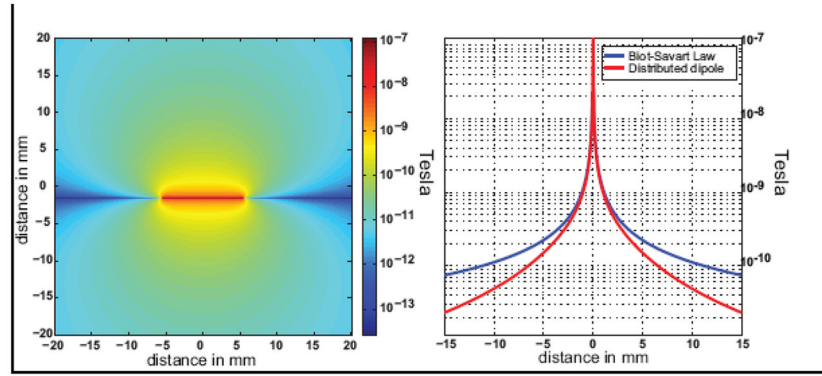 20
15
10
5
0
−5
−10
−15
−20
distance in mm
−20 −15 −10 −5 0 5 10 15 20
distance in mm
10⁻⁷
10⁻⁸
10⁻⁹
10⁻¹⁰
10⁻¹¹
10⁻¹²
10⁻¹³
Tesla
Biot-Savart Law
Distributed dipole
10⁻⁷
10⁻⁸
10⁻⁹
10⁻¹⁰
Tesla
−15 −10 −5 0 5 10 15
distance in mm